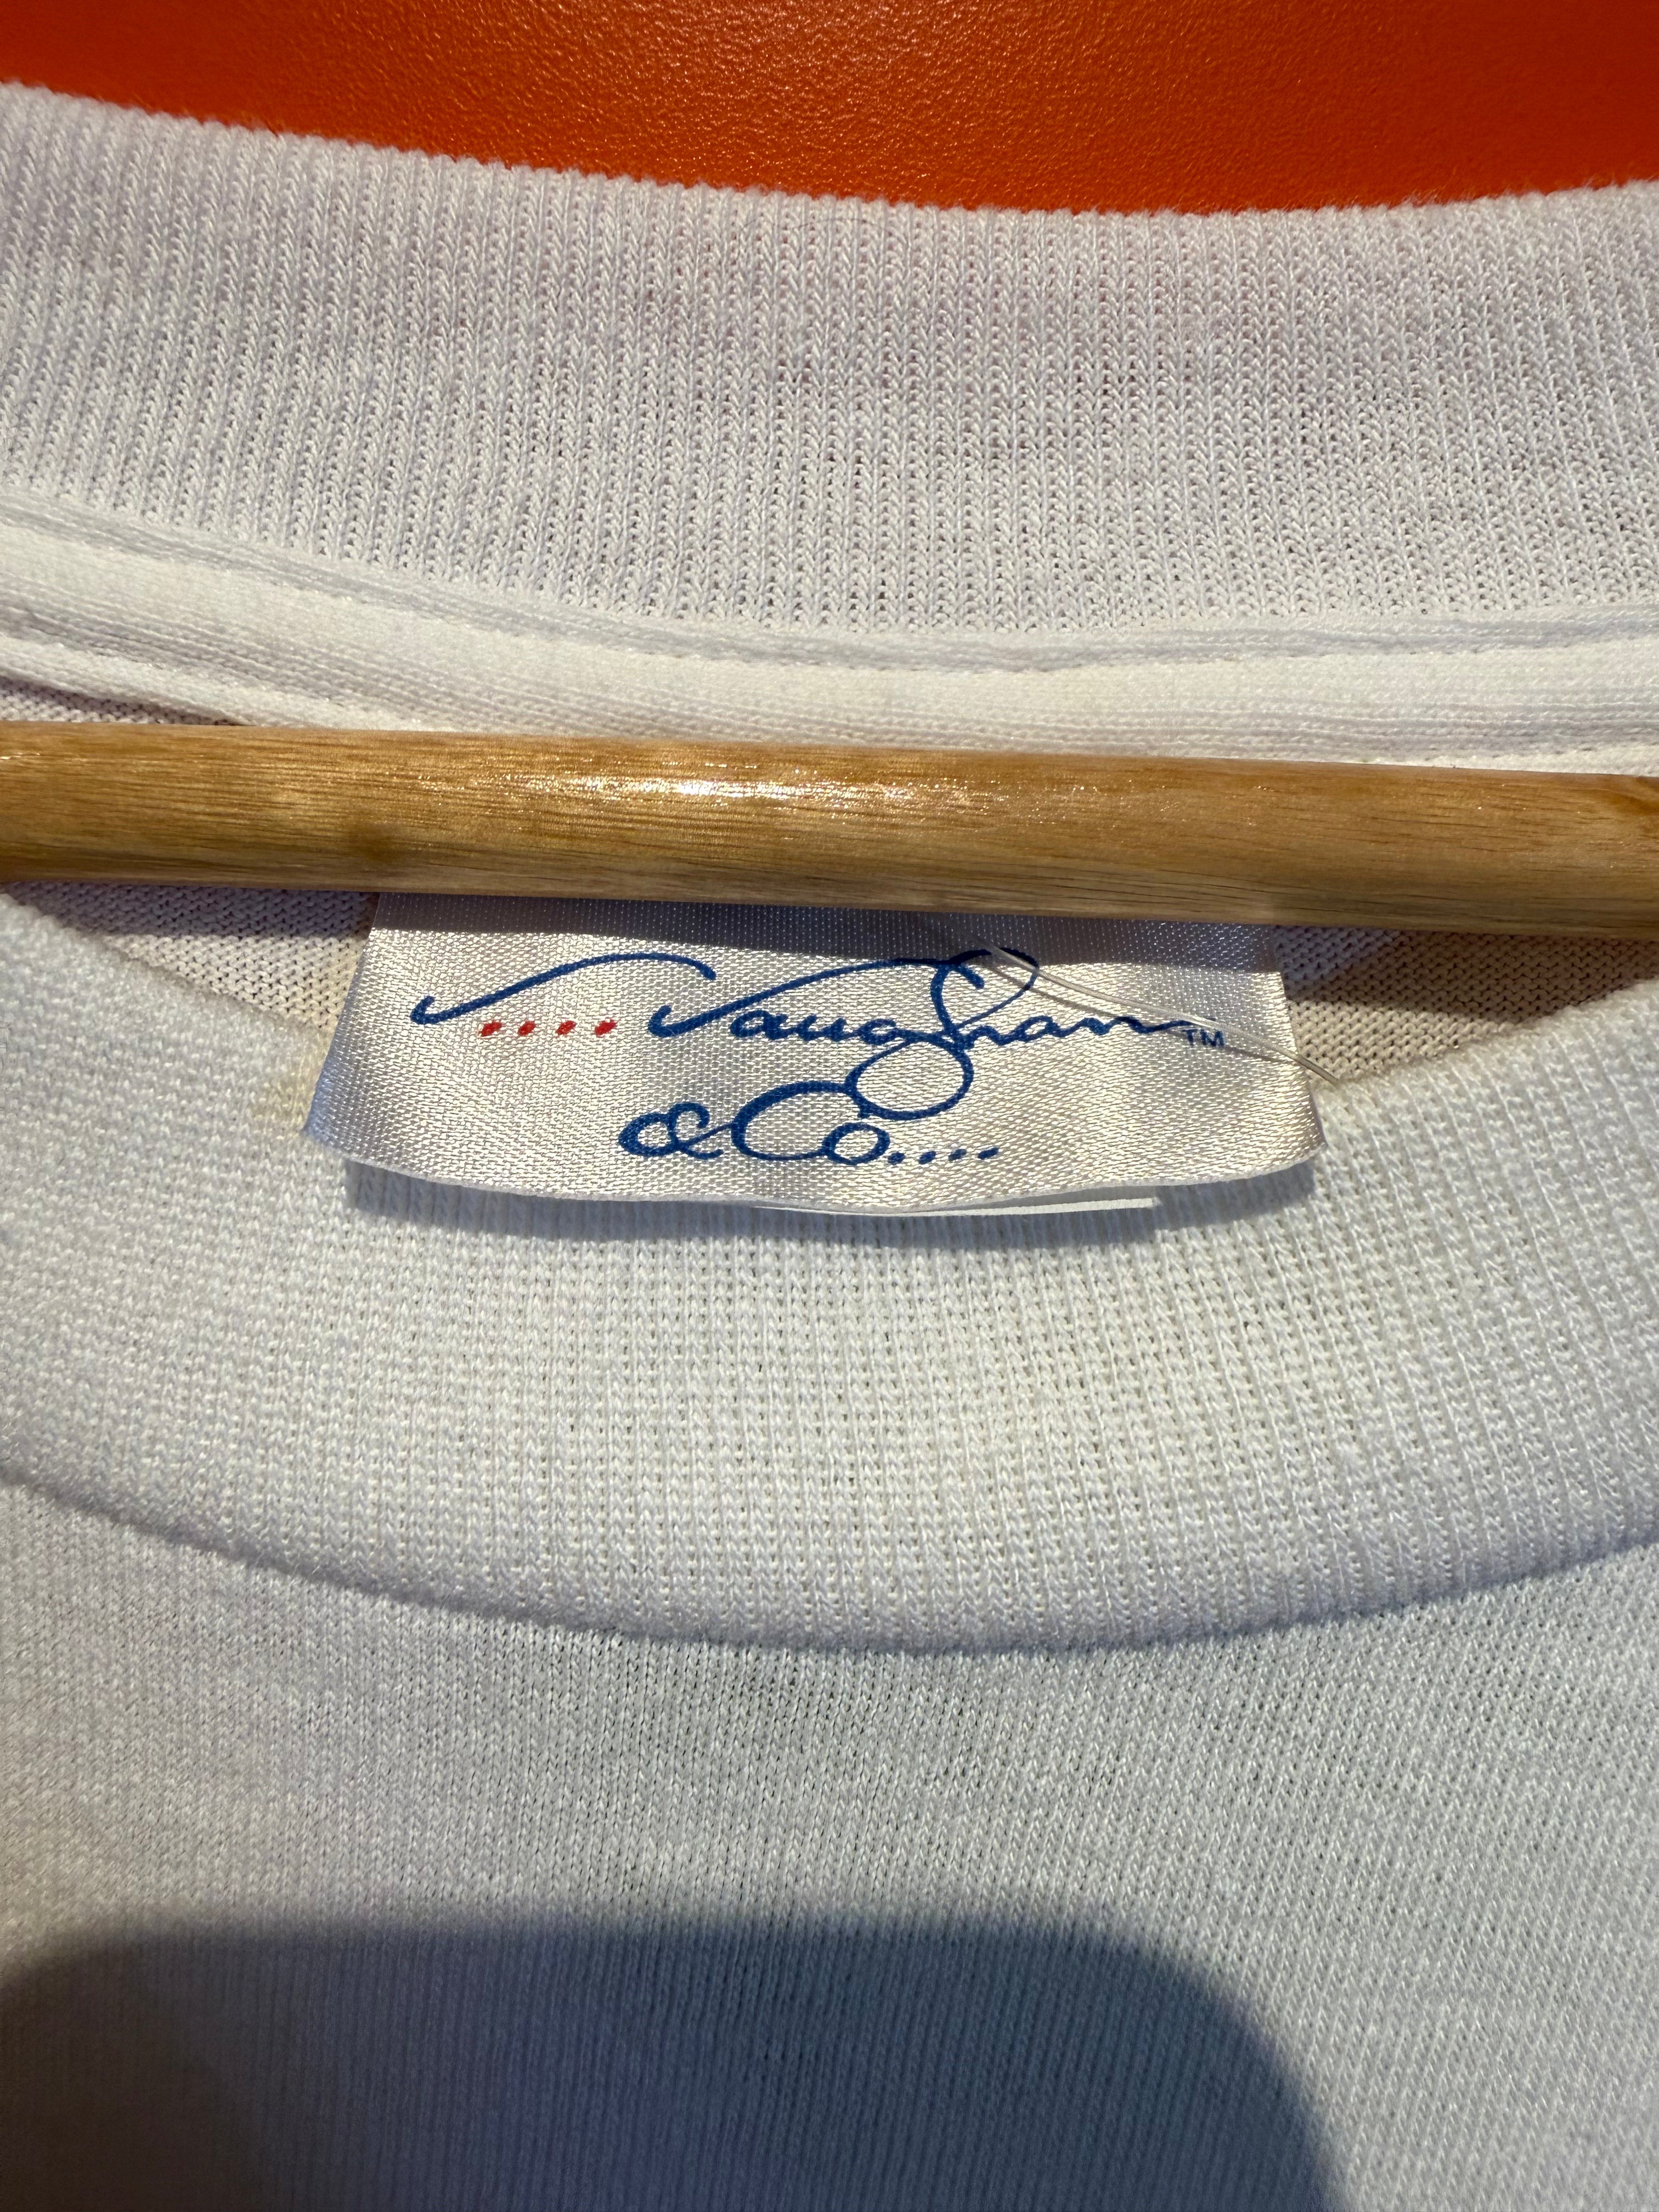 .... Vaughan™
& Co....